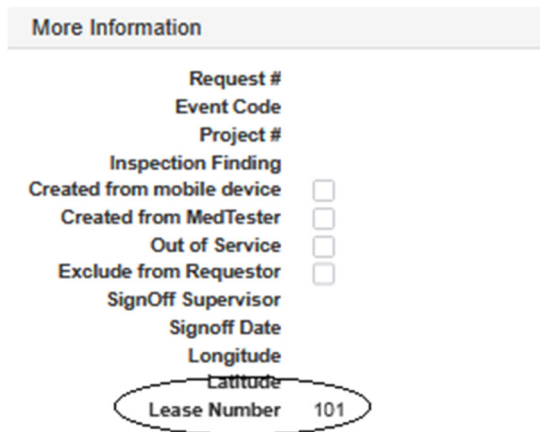 More Information
Request #
Event Code
Project #
Inspection Finding
Created from mobile device
Created from MedTester
Out of Service
Exclude from Requestor
SignOff Supervisor
Signoff Date
Longitude
Latitude
Lease Number 101